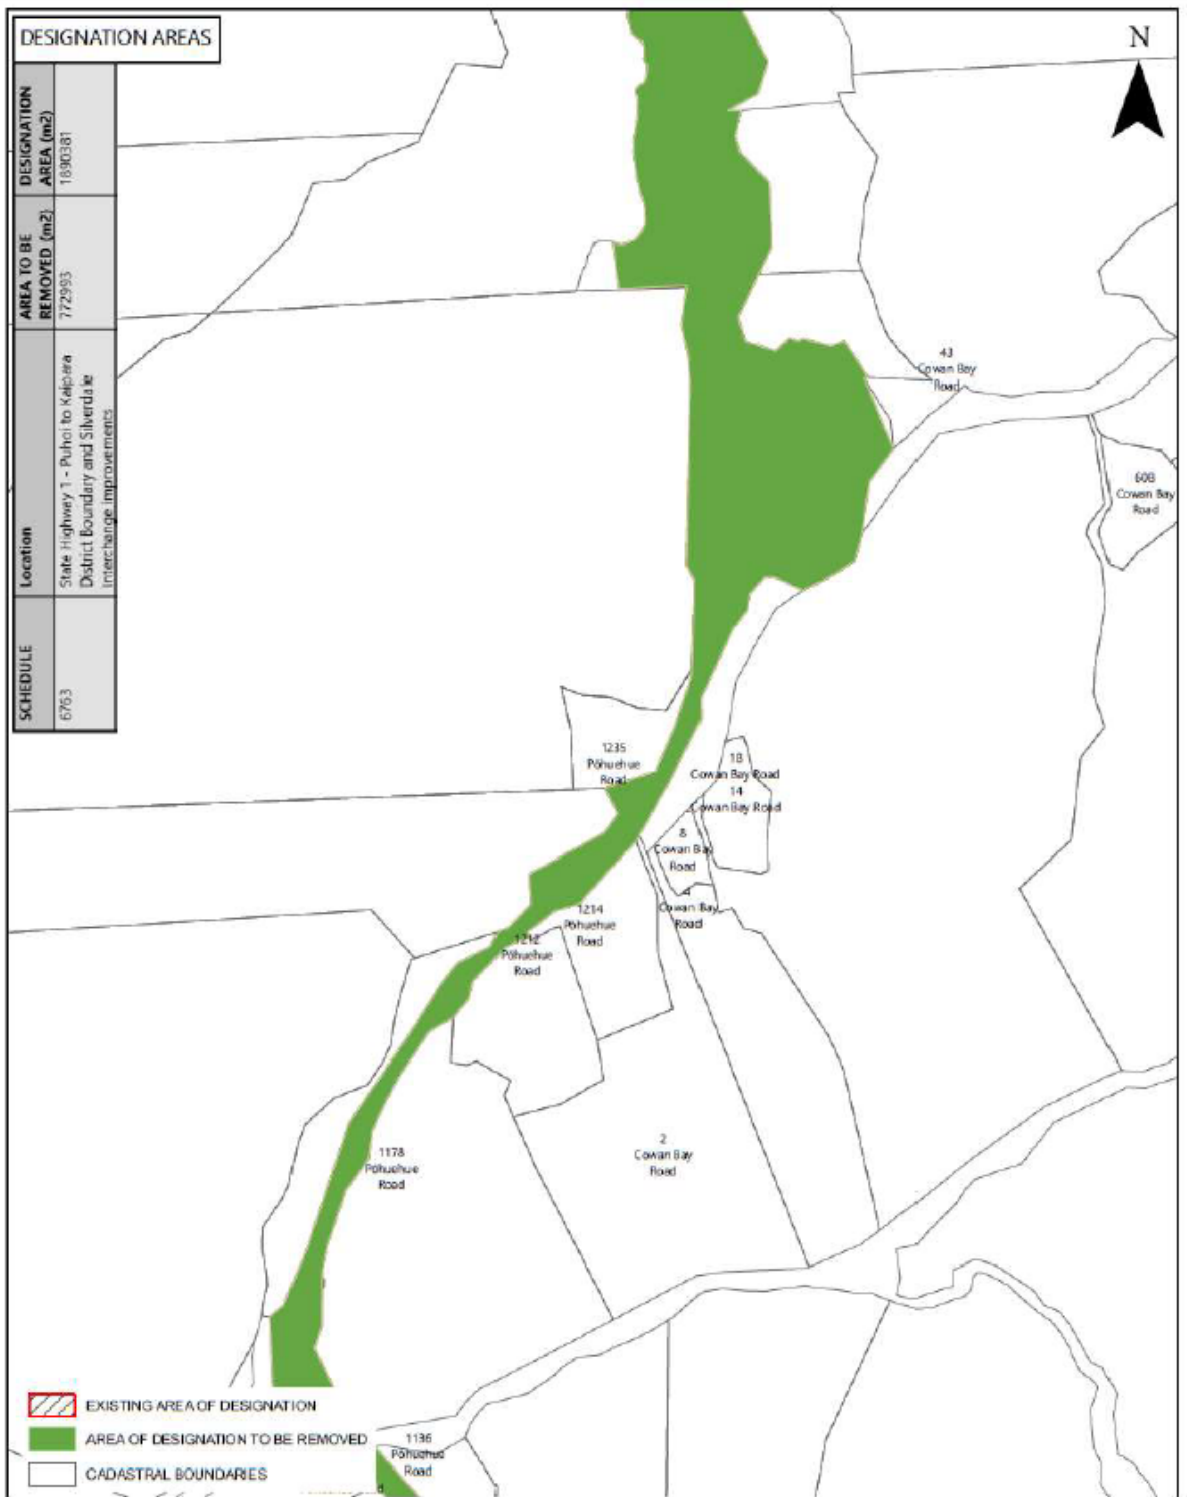 DESIGNATION AREAS
SCHEDULE
Location
AREA TO BE
REMOVED (m2)
DESIGNATION
AREA (m2)
6763
State Highway 1 - Puhoi to Kaipara
District Boundary and Silverdale
Interchange improvements
772993
1890381
N
43
Cowan Bay
Road
60B
Cowan Bay
Road
1235
Pōhuehue
Road
18
Cowan Bay Road
14
Cowan Bay Road
8
Cowan Bay
Road
4
Cowan Bay
Road
1214
Pōhuehue
Road
1212
Pōhuehue
Road
1178
Pōhuehue
Road
2
Cowan Bay
Road
1136
Pōhuehue
Road
d
EXISTING AREA OF DESIGNATION
AREA OF DESIGNATION TO BE REMOVED
CADASTRAL BOUNDARIES